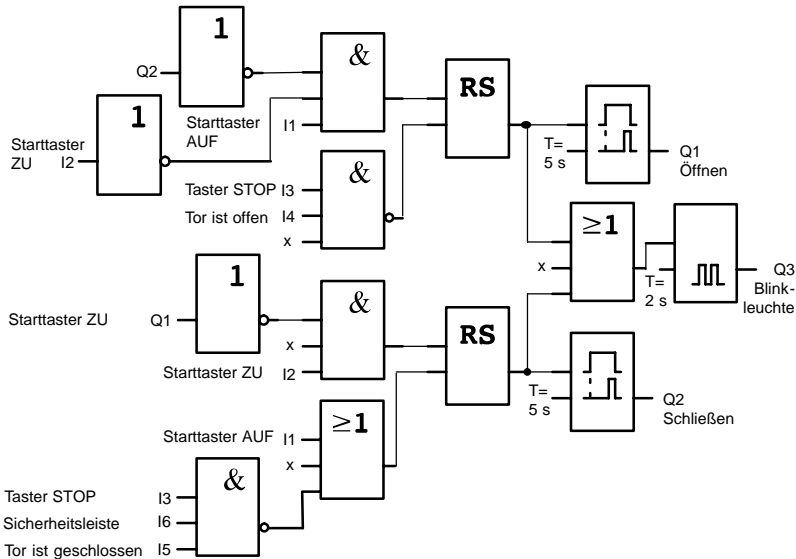 1
Q2
&
RS
Starttaster
AUF
I1
1
Starttaster
ZU
I2
T=
5 s
Q1
Öffnen
&
Taster STOP
I3
Tor ist offen
I4
x
≥1
x
T=
2 s
Q3
Blink-
leuchte
1
Starttaster ZU
Q1
&
x
Starttaster ZU
I2
RS
T=
5 s
Q2
Schließen
≥1
Starttaster AUF
I1
x
&
Taster STOP
I3
Sicherheitsleiste
I6
Tor ist geschlossen
I5